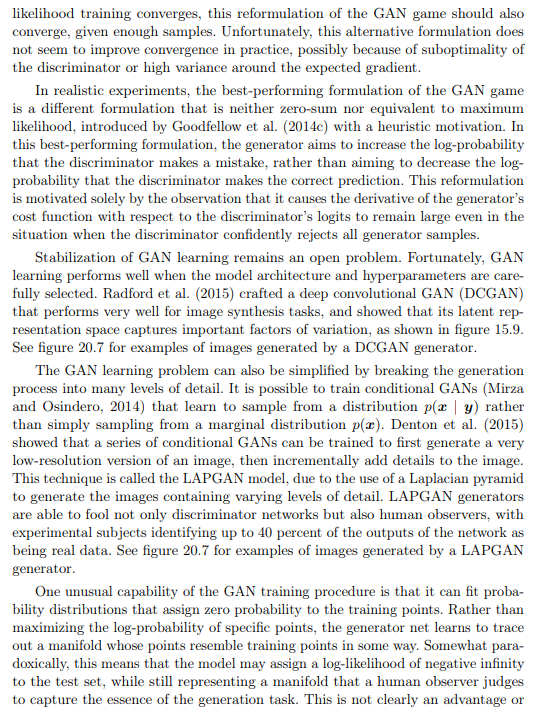 likelihood training converges, this reformulation of the GAN game should also
converge, given enough samples. Unfortunately, this alternative formulation does
not seem to improve convergence in practice, possibly because of suboptimality of
the discriminator or high variance around the expected gradient.
In realistic experiments, the best-performing formulation of the GAN game
is a different formulation that is neither zero-sum nor equivalent to maximum
likelihood, introduced by Goodfellow et al. (2014c) with a heuristic motivation. In
this best-performing formulation, the generator aims to increase the log-probability
that the discriminator makes a mistake, rather than aiming to decrease the log-
probability that the discriminator makes the correct prediction. This reformulation
is motivated solely by the observation that it causes the derivative of the generator's
cost function with respect to the discriminator's logits to remain large even in the
situation when the discriminator confidently rejects all generator samples.
Stabilization of GAN learning remains an open problem. Fortunately, GAN
learning performs well when the model architecture and hyperparameters are care-
fully selected. Radford et al. (2015) crafted a deep convolutional GAN (DCGAN)
that performs very well for image synthesis tasks, and showed that its latent rep-
resentation space captures important factors of variation, as shown in figure 15.9.
See figure 20.7 for examples of images generated by a DCGAN generator.
The GAN learning problem can also be simplified by breaking the generation
process into many levels of detail. It is possible to train conditional GANs (Mirza
and Osindero, 2014) that learn to sample from a distribution p(x | y) rather
than simply sampling from a marginal distribution p(x). Denton et al. (2015)
showed that a series of conditional GANs can be trained to first generate a very
low-resolution version of an image, then incrementally add details to the image.
This technique is called the LAPGAN model, due to the use of a Laplacian pyramid
to generate the images containing varying levels of detail. LAPGAN generators
are able to fool not only discriminator networks but also human observers, with
experimental subjects identifying up to 40 percent of the outputs of the network as
being real data. See figure 20.7 for examples of images generated by a LAPGAN
generator.
One unusual capability of the GAN training procedure is that it can fit proba-
bility distributions that assign zero probability to the training points. Rather than
maximizing the log-probability of specific points, the generator net learns to trace
out a manifold whose points resemble training points in some way. Somewhat para-
doxically, this means that the model may assign a log-likelihood of negative infinity
to the test set, while still representing a manifold that a human observer judges
to capture the essence of the generation task. This is not clearly an advantage or